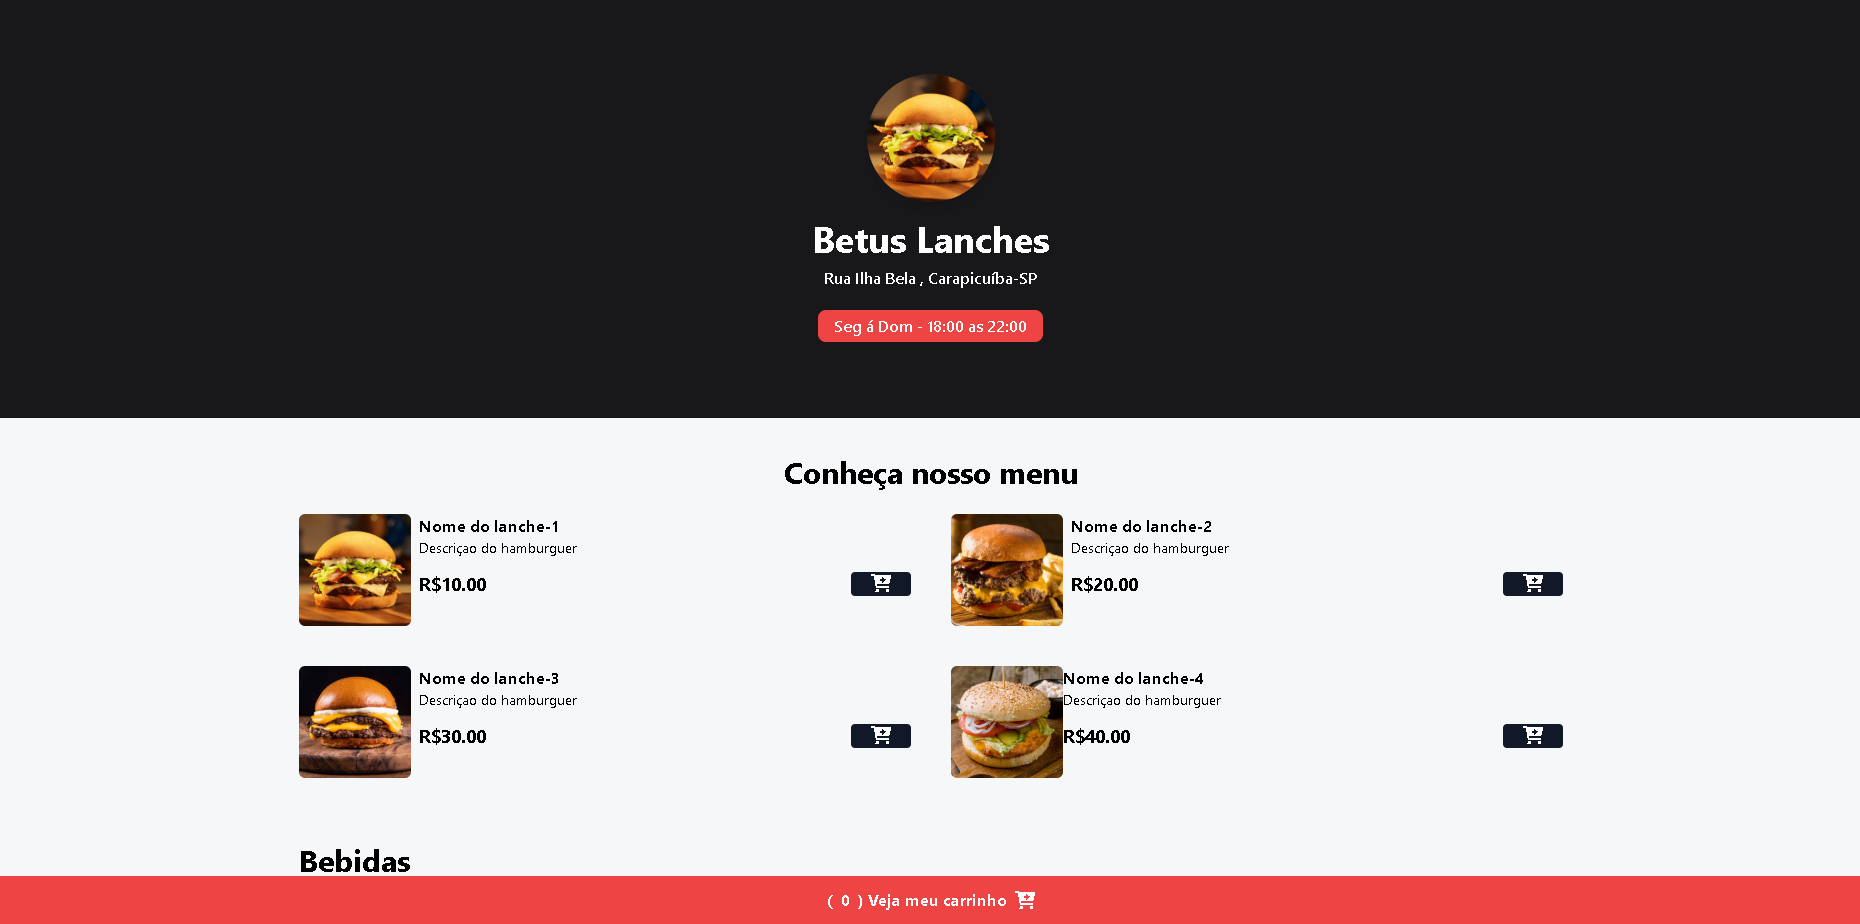 Betus Lanches
Rua Ilha Bela , Carapicuíba-SP
Seg á Dom - 18:00 as 22:00
Conheça nosso menu
Nome do lanche-1
Descriçao do hamburguer
R$10.00
Nome do lanche-2
Descriçao do hamburguer
R$20.00
Nome do lanche-3
Descriçao do hamburguer
R$30.00
Nome do lanche-4
Descriçao do hamburguer
R$40.00
Bebidas
( 0 ) Veja meu carrinho